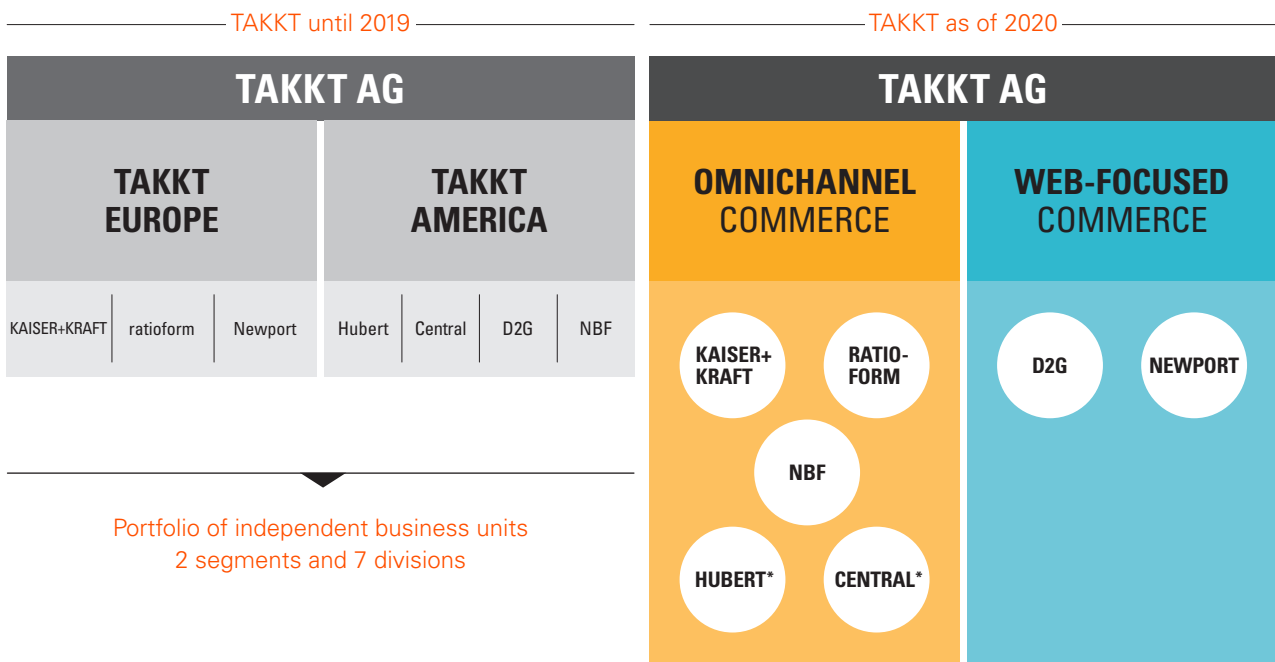 TAKKT until 2019
TAKKT AG
TAKKT
EUROPE
TAKKT
AMERICA
KAISER+KRAFT
ratioform
Newport
Hubert
Central
D2G
NBF
Portfolio of independent business units
2 segments and 7 divisions
TAKKT as of 2020
TAKKT AG
OMNICHANNEL
COMMERCE
WEB-FOCUSED
COMMERCE
KAISER+
KRAFT
RATIO-
FORM
NBF
HUBERT*
CENTRAL*
D2G
NEWPORT